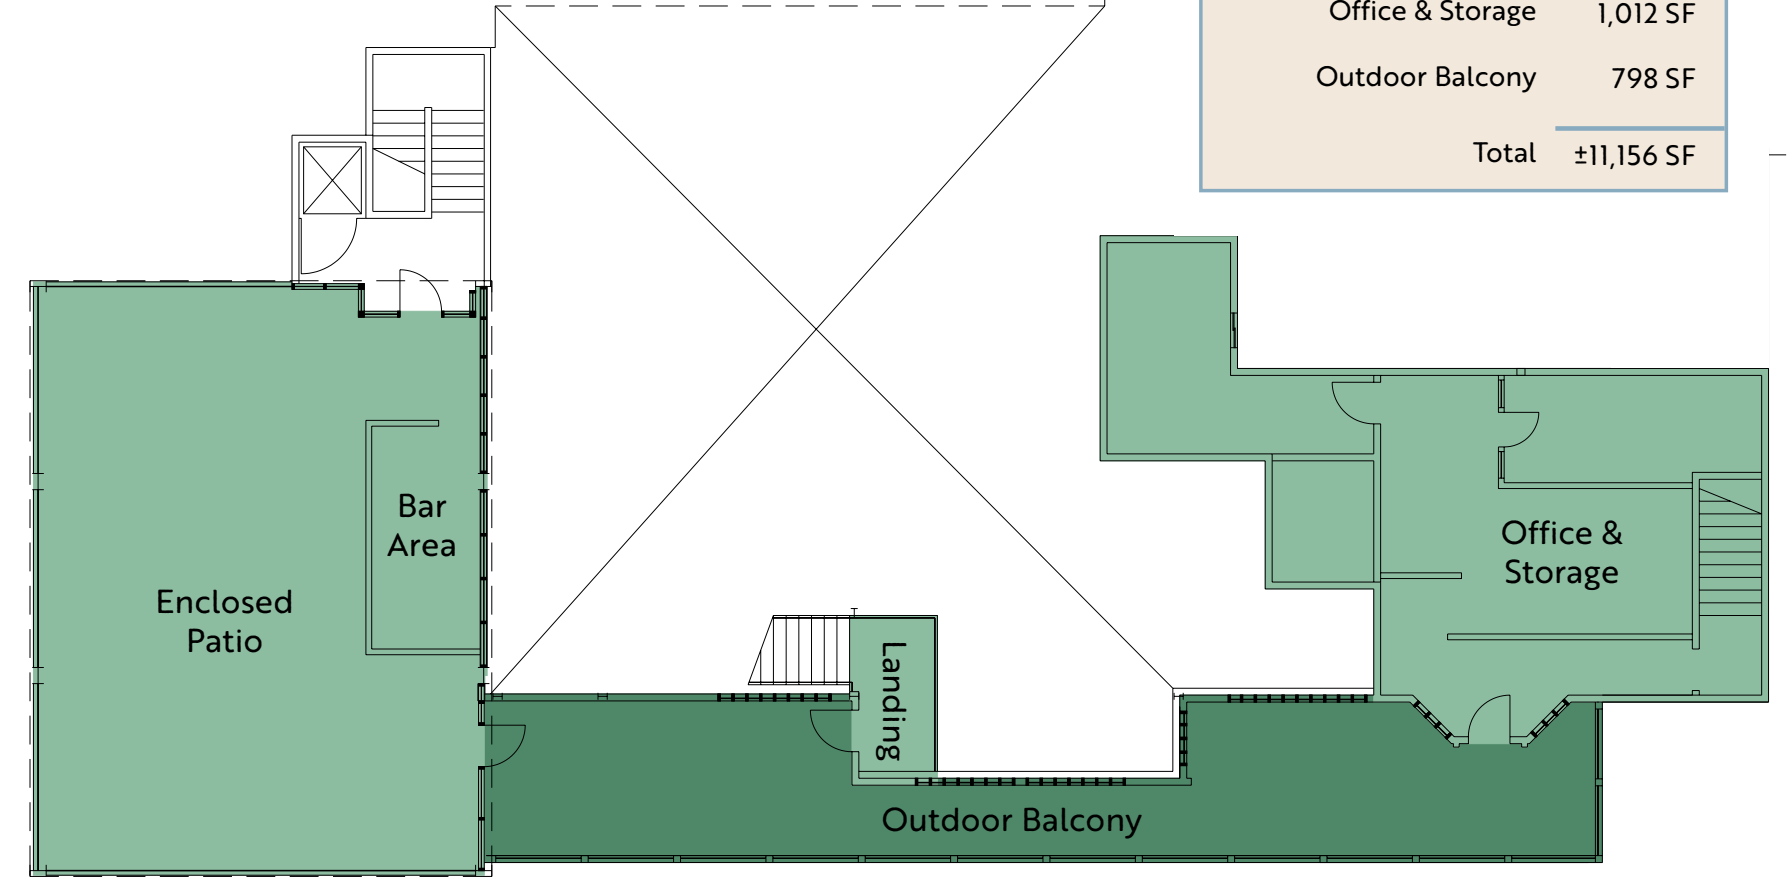 Office & Storage 1,012 SF
Outdoor Balcony 798 SF
Total ±11,156 SF
Bar
Area
Enclosed
Patio
Landing
Office &
Storage
Outdoor Balcony